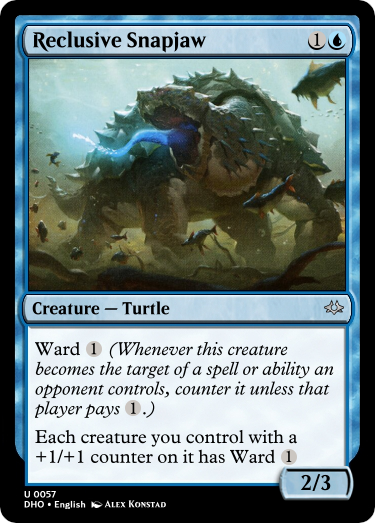 Reclusive Snapjaw 1
Creature — Turtle
Ward 1 (Whenever this creature
becomes the target of a spell or ability an
opponent controls, counter it unless that
player pays 1.)
Each creature you control with a
+1/+1 counter on it has Ward 1
2/3
U 0057
DHO • English Alex Konstad